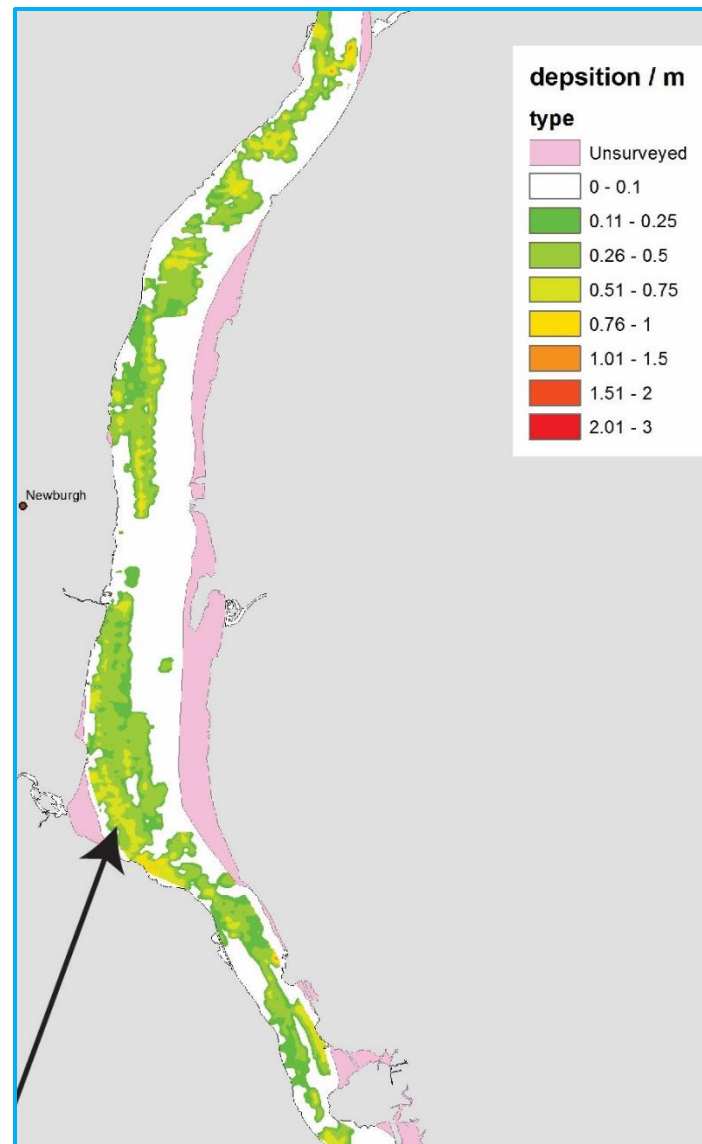 depsition / m
type
Unsurveyed
0 - 0.1
0.11 - 0.25
0.26 - 0.5
0.51 - 0.75
0.76 - 1
1.01 - 1.5
1.51 - 2
2.01 - 3
Newburgh